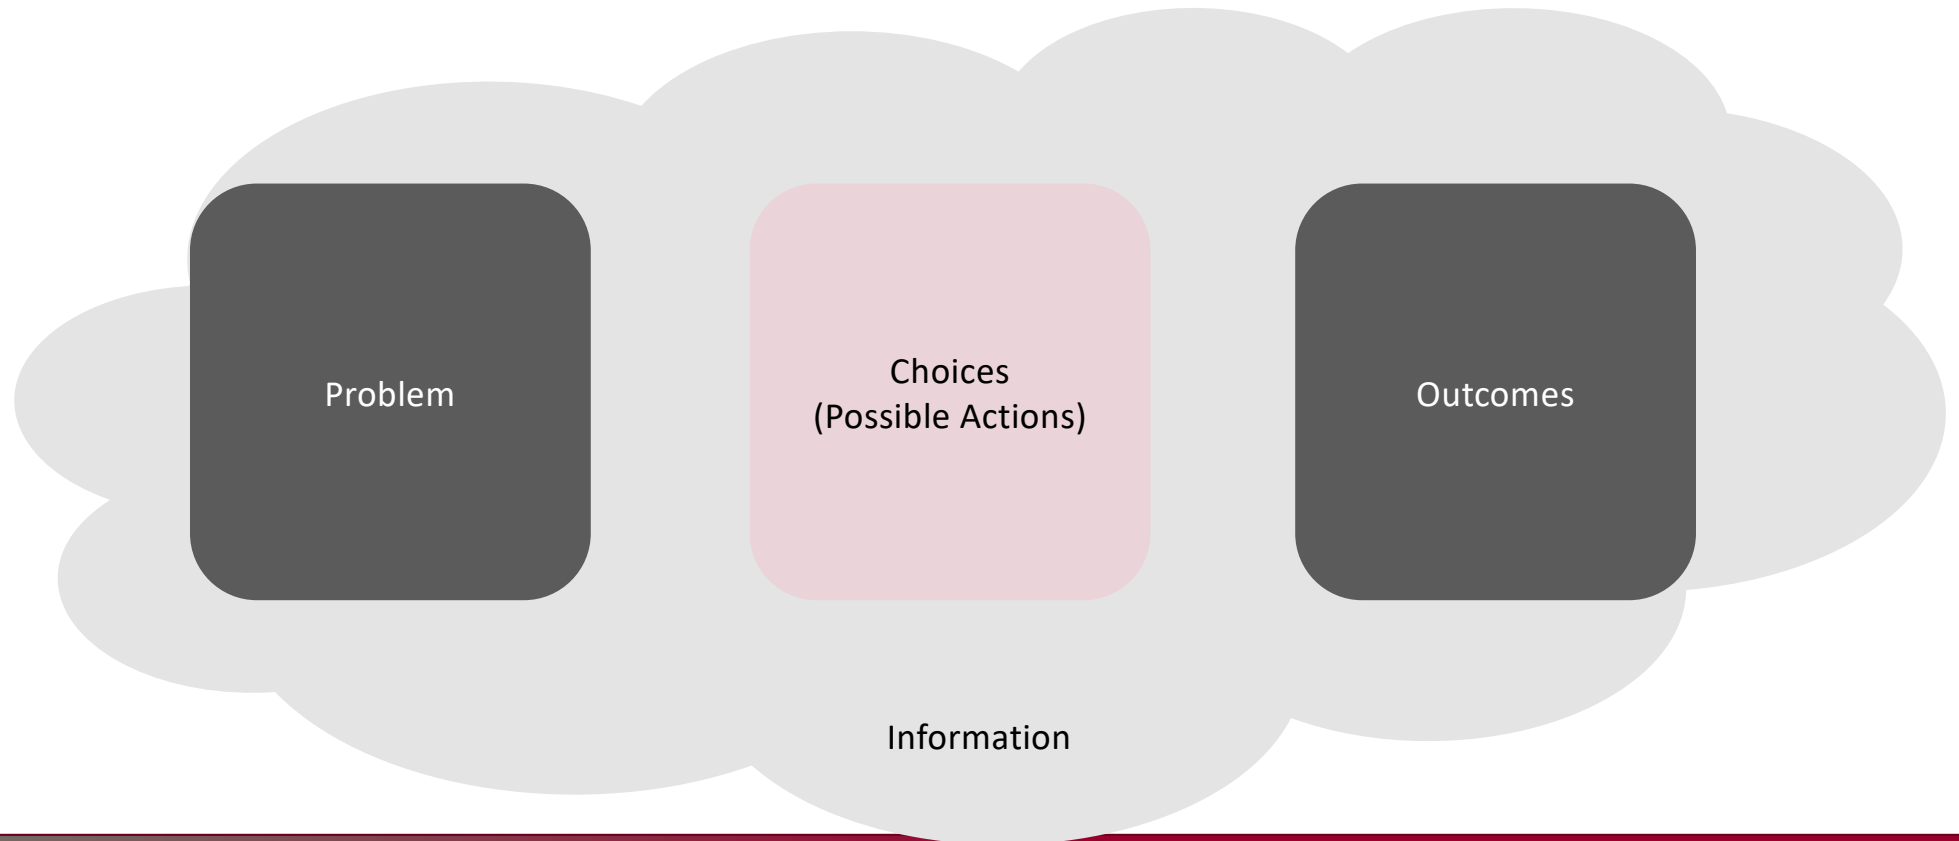 Problem
Choices
(Possible Actions)
Outcomes
Information